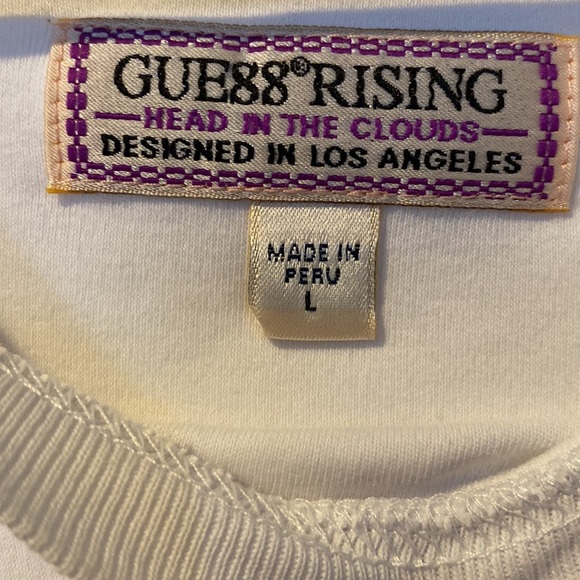 GUE88® RISING
HEAD IN THE CLOUDS
DESIGNED IN LOS ANGELES
MADE IN
PERU
L